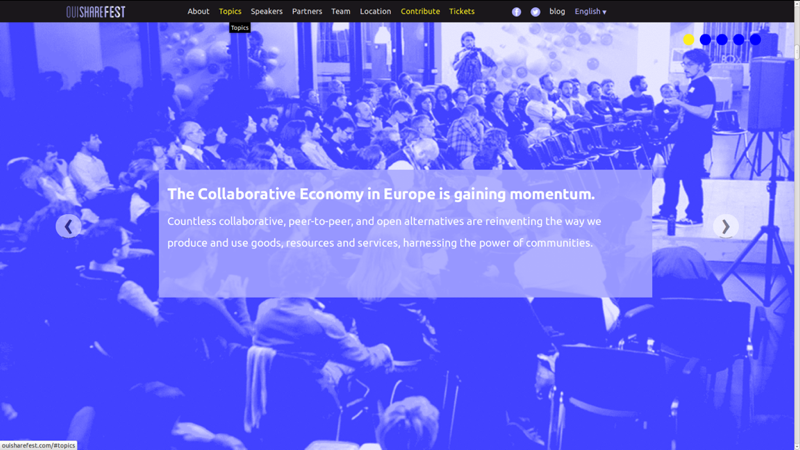 OUISHAREFEST About Topics Speakers Partners Team Location Contribute Tickets blog English ▾
Topics
The Collaborative Economy in Europe is gaining momentum.
Countless collaborative, peer-to-peer, and open alternatives are reinventing the way we
produce and use goods, resources and services, harnessing the power of communities.
ouisharefest.com/#topics